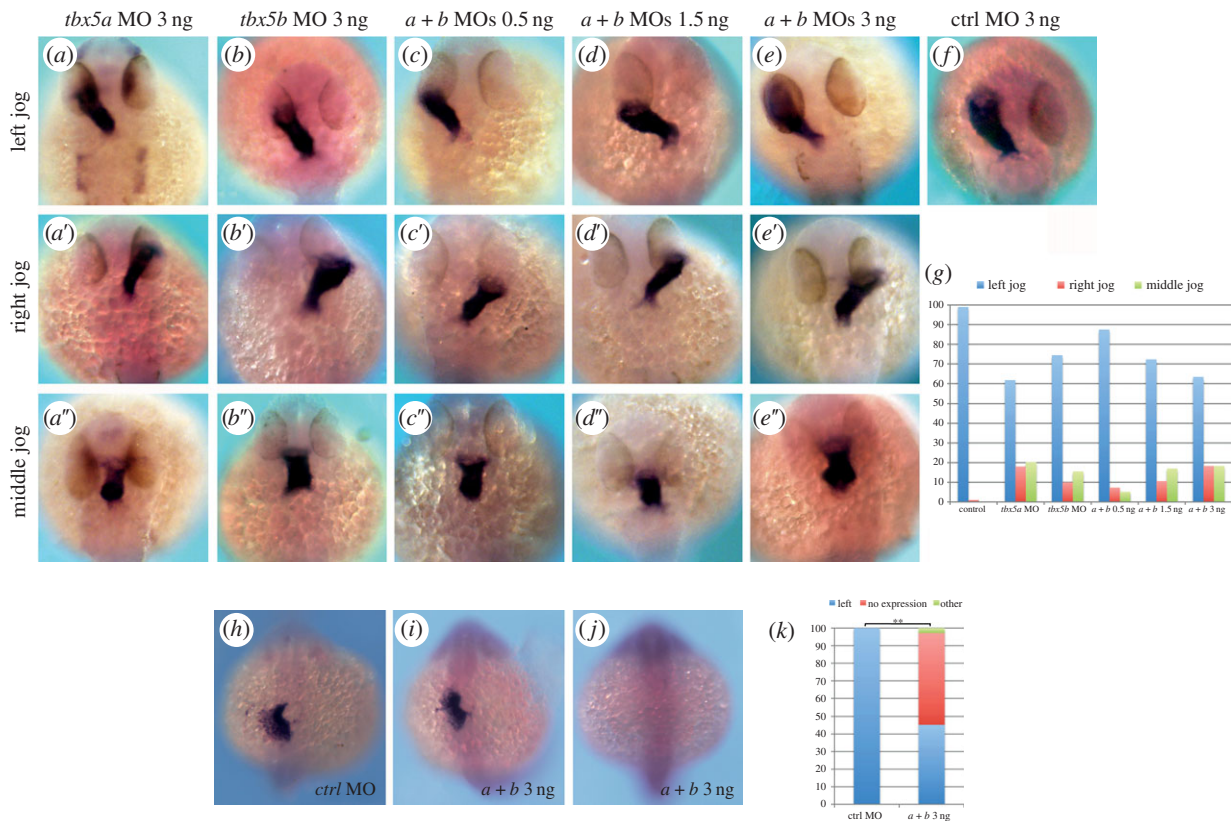 tbx5a MO 3 ng tbx5b MO 3 ng a + b MOs 0.5 ng a + b MOs 1.5 ng a + b MOs 3 ng ctrl MO 3 ng
left jog (a) (b) (c) (d) (e) (f)
right jog (a′) (b′) (c′) (d′) (e′)
middle jog (a″) (b″) (c″) (d″) (e″)
(g)
left jog right jog middle jog
100
90
80
70
60
50
40
30
20
10
0
control tbx5a MO tbx5b MO a + b 0.5 ng a + b 1.5 ng a + b 3 ng
(h) (i) (j)
ctrl MO a + b 3 ng a + b 3 ng
(k)
left no expression other
**
100
90
80
70
60
50
40
30
20
10
0
ctrl MO a + b 3 ng